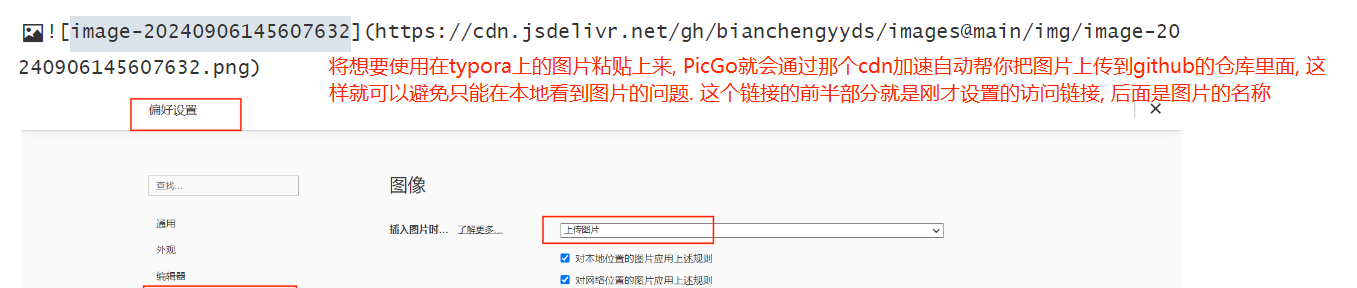 ![image-20240906145607632](https://cdn.jsdelivr.net/gh/bianchengyyds/images@main/img/image-20
240906145607632.png)
将想要使用在typora上的图片粘贴上来, PicGo就会通过那个cdn加速自动帮你把图片上传到github的仓库里面, 这
样就可以避免只能在本地看到图片的问题. 这个链接的前半部分就是刚才设置的访问链接, 后面是图片的名称
偏好设置
查找...
图像
通用
插入图片时... 了解更多... 上传图片
外观
对本地位置的图片应用上述规则
编辑器
对网络位置的图片应用上述规则